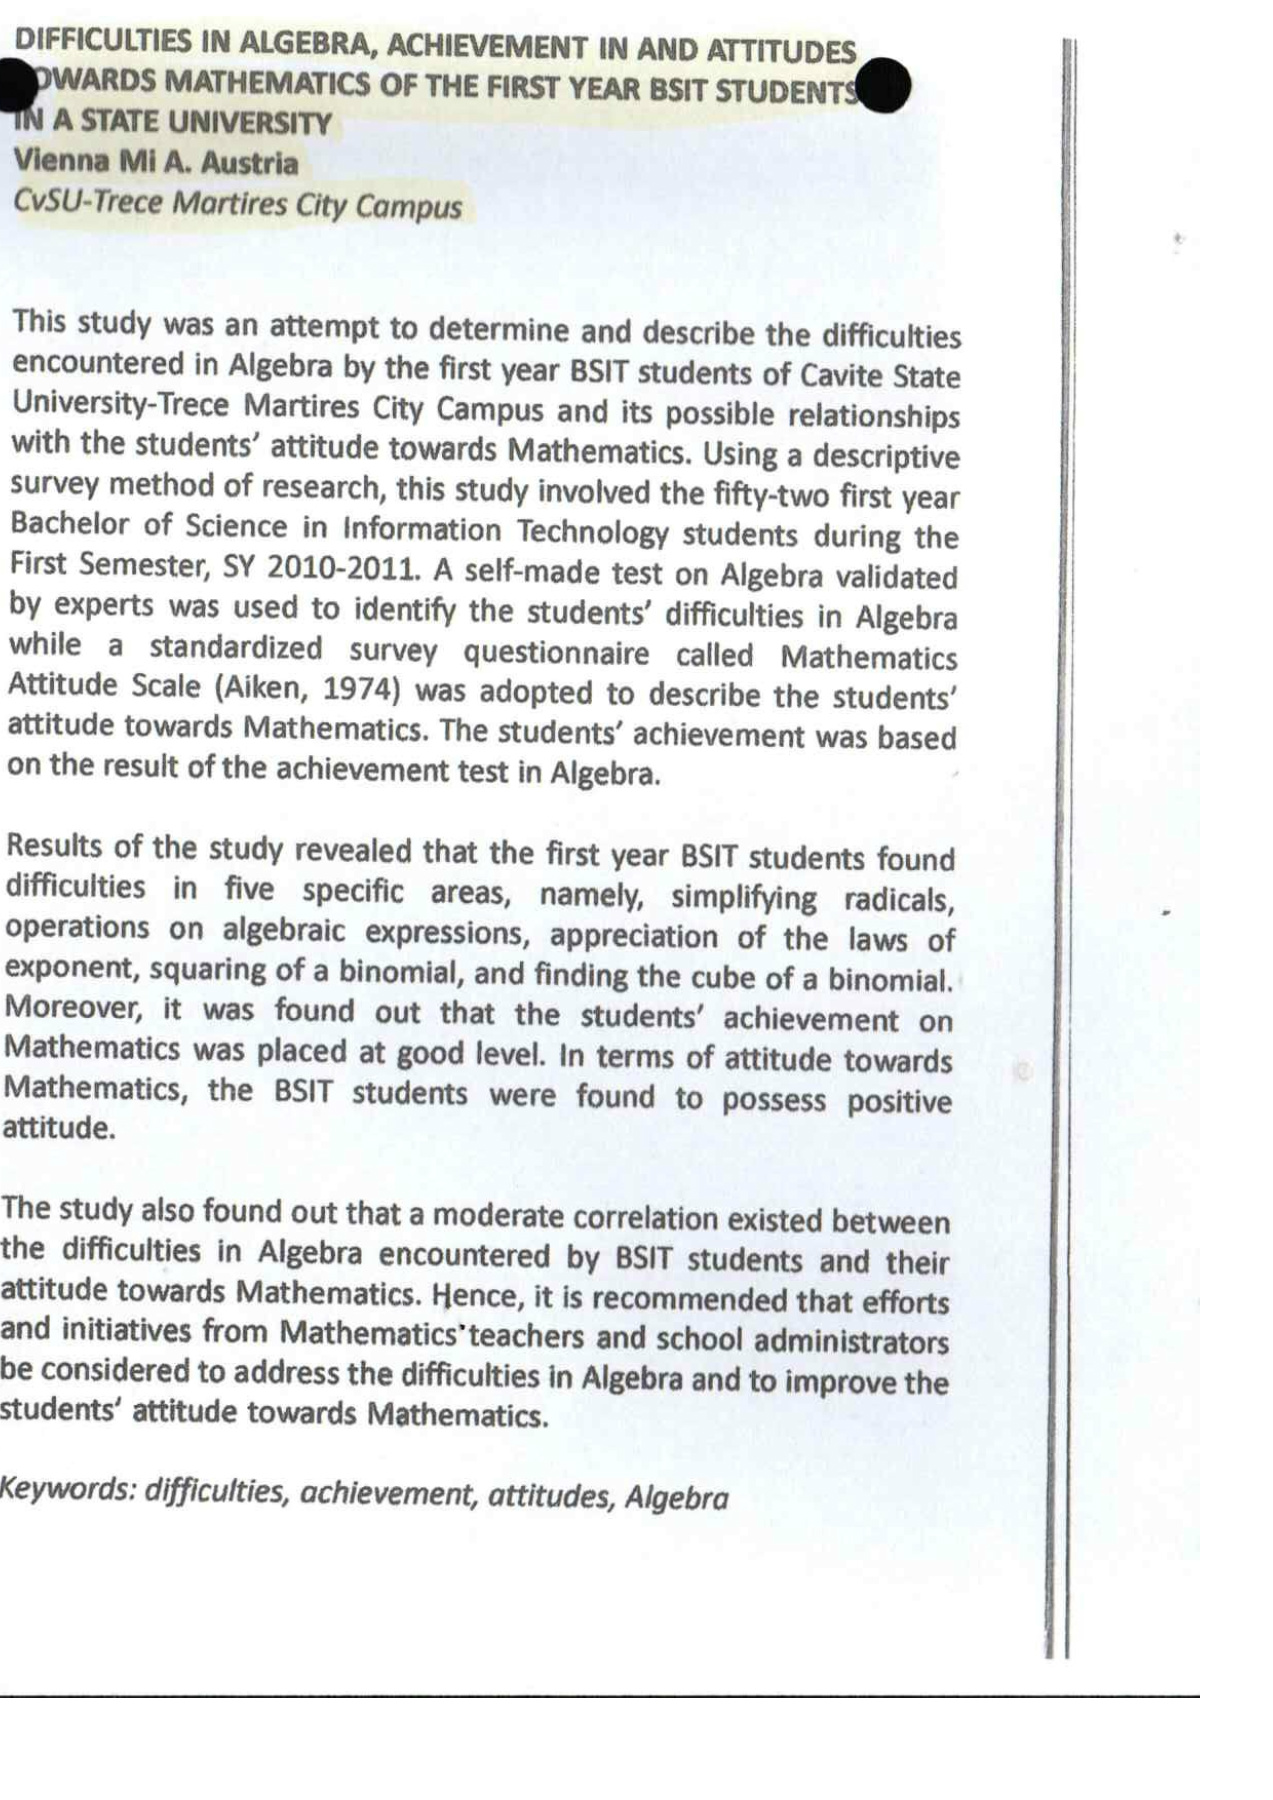 DIFFICULTIES IN ALGEBRA, ACHIEVEMENT IN AND ATTITUDES
OWARDS MATHEMATICS OF THE FIRST YEAR BSIT STUDENTS
IN A STATE UNIVERSITY
Vienna Mi A. Austria
CvSU-Trece Martires City Campus
This study was an attempt to determine and describe the difficulties
encountered in Algebra by the first year BSIT students of Cavite State
University-Trece Martires City Campus and its possible relationships
with the students' attitude towards Mathematics. Using a descriptive
survey method of research, this study involved the fifty-two first year
Bachelor of Science in Information Technology students during the
First Semester, SY 2010-2011. A self-made test on Algebra validated
by experts was used to identify the students' difficulties in Algebra
while a standardized survey questionnaire called Mathematics
Attitude Scale (Aiken, 1974) was adopted to describe the students'
attitude towards Mathematics. The students' achievement was based
on the result of the achievement test in Algebra.
Results of the study revealed that the first year BSIT students found
difficulties in five specific areas, namely, simplifying radicals,
operations on algebraic expressions, appreciation of the laws of
exponent, squaring of a binomial, and finding the cube of a binomial.
Moreover, it was found out that the students' achievement on
Mathematics was placed at good level. In terms of attitude towards
Mathematics, the BSIT students were found to possess positive
attitude.
The study also found out that a moderate correlation existed between
the difficulties in Algebra encountered by BSIT students and their
attitude towards Mathematics. Hence, it is recommended that efforts
and initiatives from Mathematics teachers and school administrators
be considered to address the difficulties in Algebra and to improve the
students' attitude towards Mathematics.
Keywords: difficulties, achievement, attitudes, Algebra